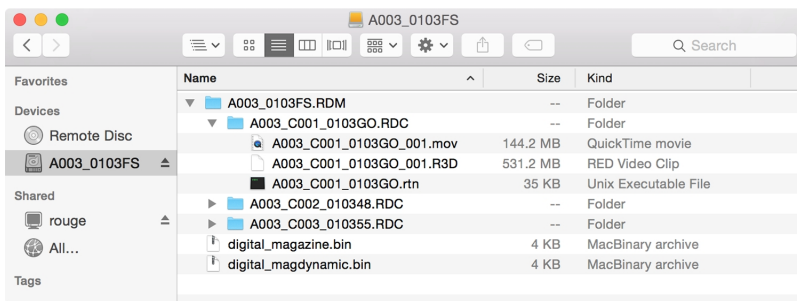 A003_0103FS
Search
Favorites
Devices
Remote Disc
A003_0103FS
Shared
rouge
All...
Tags
Name Size Kind
A003_0103FS.RDM -- Folder
A003_C001_0103GO.RDC -- Folder
A003_C001_0103GO_001.mov 144.2 MB QuickTime movie
A003_C001_0103GO_001.R3D 531.2 MB RED Video Clip
A003_C001_0103GO.rtn 35 KB Unix Executable File
A003_C002_010348.RDC -- Folder
A003_C003_010355.RDC -- Folder
digital_magazine.bin 4 KB MacBinary archive
digital_magdynamic.bin 4 KB MacBinary archive